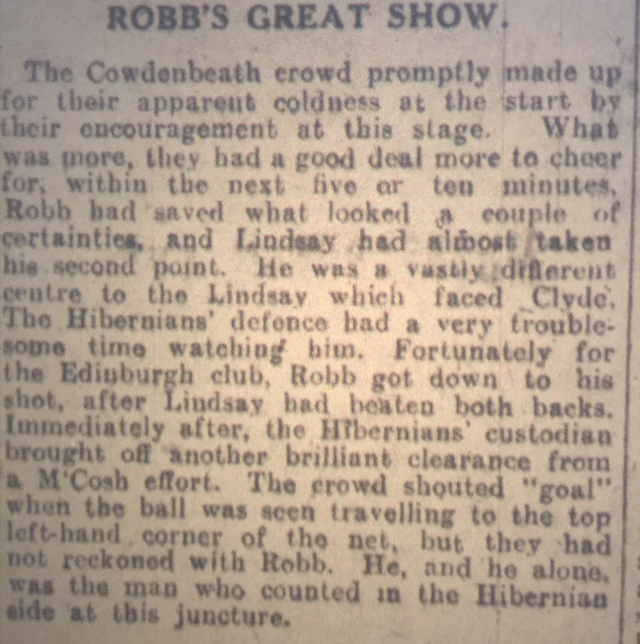 ROBB'S GREAT SHOW.
The Cowdenbeath crowd promptly made up
for their apparent coldness at the start by
their encouragement at this stage. What
was more, they had a good deal more to cheer
for, within the next five or ten minutes.
Robb had saved what looked a couple of
certainties, and Lindsay had almost taken
his second point. He was a vastly different
centre to the Lindsay which faced Clyde.
The Hibernians' defence had a very trouble-
some time watching him. Fortunately for
the Edinburgh club, Robb got down to his
shot, after Lindsay had beaten both backs.
Immediately after, the Hibernians' custodian
brought off another brilliant clearance from
a M'Cosh effort. The crowd shouted "goal"
when the ball was seen travelling to the top
left-hand corner of the net, but they had
not reckoned with Robb. He, and he alone,
was the man who counted in the Hibernian
side at this juncture.